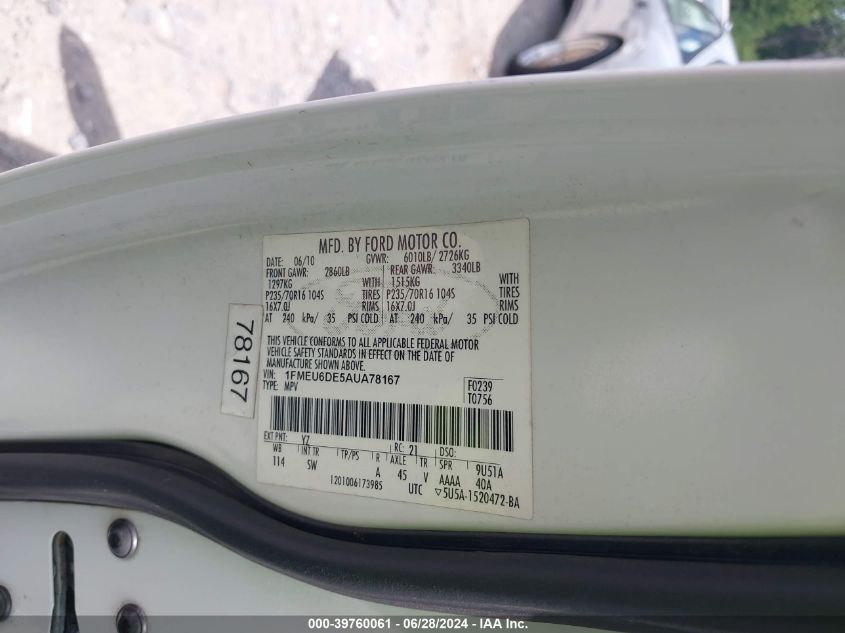 MFD. BY FORD MOTOR CO.
DATE: 06/10 GVWR: 6010LB/ 2726KG
FRONT GAWR: 2860LB REAR GAWR: 3340LB
1297KG WITH 1515KG WITH
P235/70R16 104S TIRES P235/70R16 104S TIRES
16X7.0J RIMS 16X7.0J RIMS
AT 240 kPa/ 35 PSI COLD AT 240 kPa/ 35 PSI COLD
THIS VEHICLE CONFORMS TO ALL APPLICABLE FEDERAL MOTOR
VEHICLE SAFETY STANDARDS IN EFFECT ON THE DATE OF
MANUFACTURE SHOWN ABOVE.
VIN: 1FMEU6DE5AUA78167
TYPE: MPV
F0239
T0756
78167
EXT PNT: YZ RC: 21 DSO:
WB INT TR TP/PS R AXLE TR SPR 9U51A
114 SW A 45 V AAAA 40A
1201006173985 UTC ▽5U5A-1520472-BA
000-39760061 - 06/28/2024 - IAA Inc.